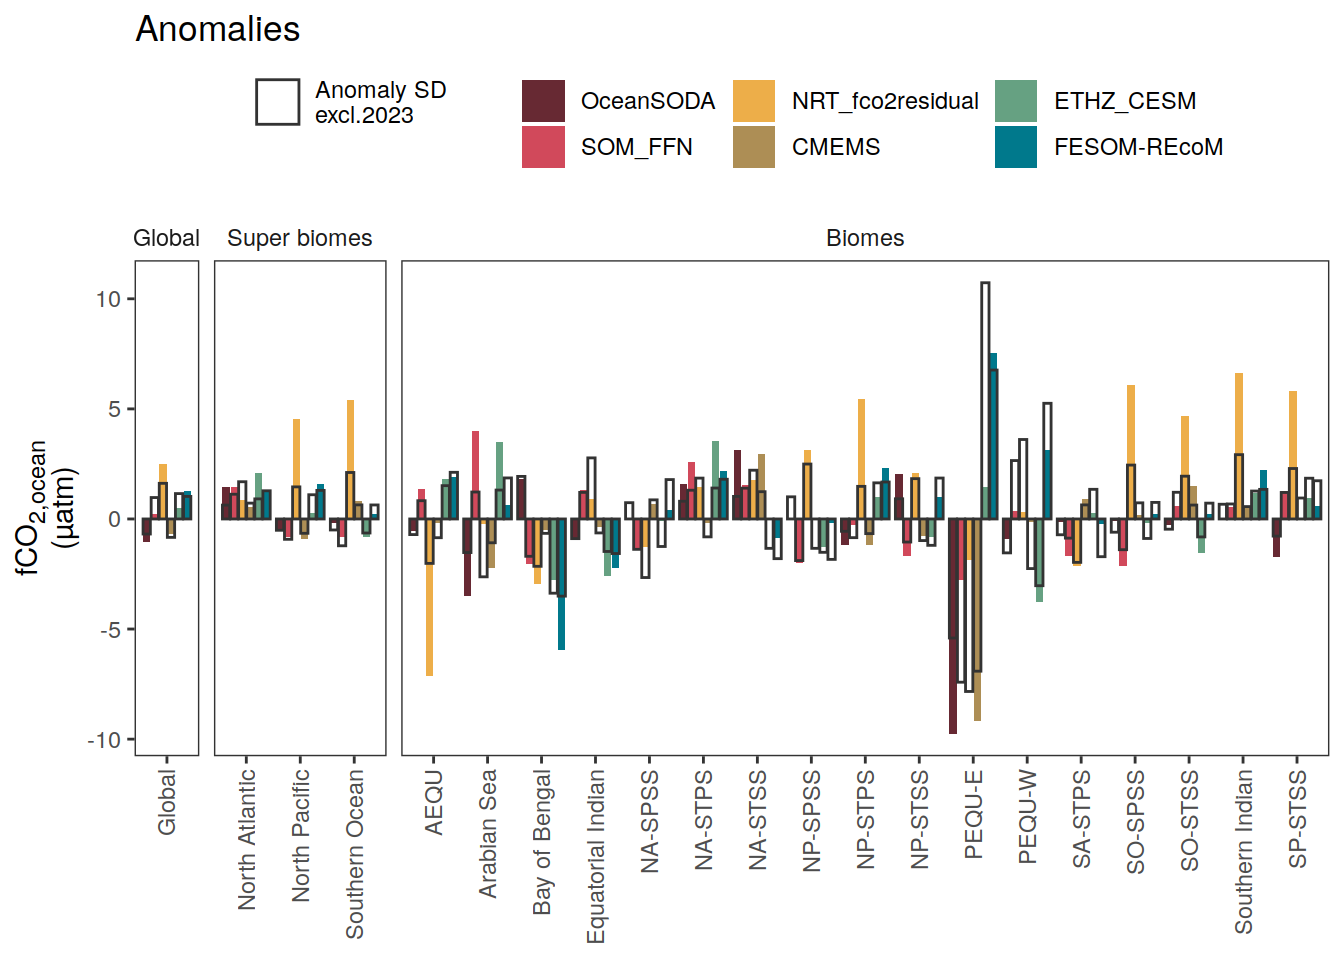 Anomalies
Anomaly SD
excl.2023
OceanSODA
NRT_fco2residual
ETHZ_CESM
SOM_FFN
CMEMS
FESOM-REcoM
Global
Super biomes
Biomes
fCO2,ocean
(µatm)
10
5
0
-5
-10
Global
North Atlantic
North Pacific
Southern Ocean
AEQU
Arabian Sea
Bay of Bengal
Equatorial Indian
NA-SPSS
NA-STPS
NA-STSS
NP-SPSS
NP-STPS
NP-STSS
PEQU-E
PEQU-W
SA-STPS
SO-SPSS
SO-STSS
Southern Indian
SP-STSS